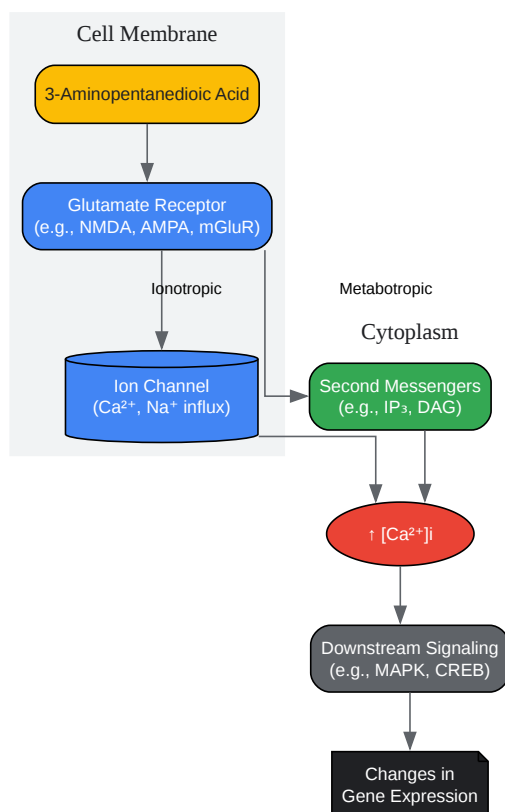 Cell Membrane
3-Aminopentanedioic Acid
Glutamate Receptor
(e.g., NMDA, AMPA, mGluR)
Ionotropic
Metabotropic
Cytoplasm
Ion Channel
(Ca²⁺, Na⁺ influx)
Second Messengers
(e.g., IP₃, DAG)
↑ [Ca²⁺]i
Downstream Signaling
(e.g., MAPK, CREB)
Changes in
Gene Expression